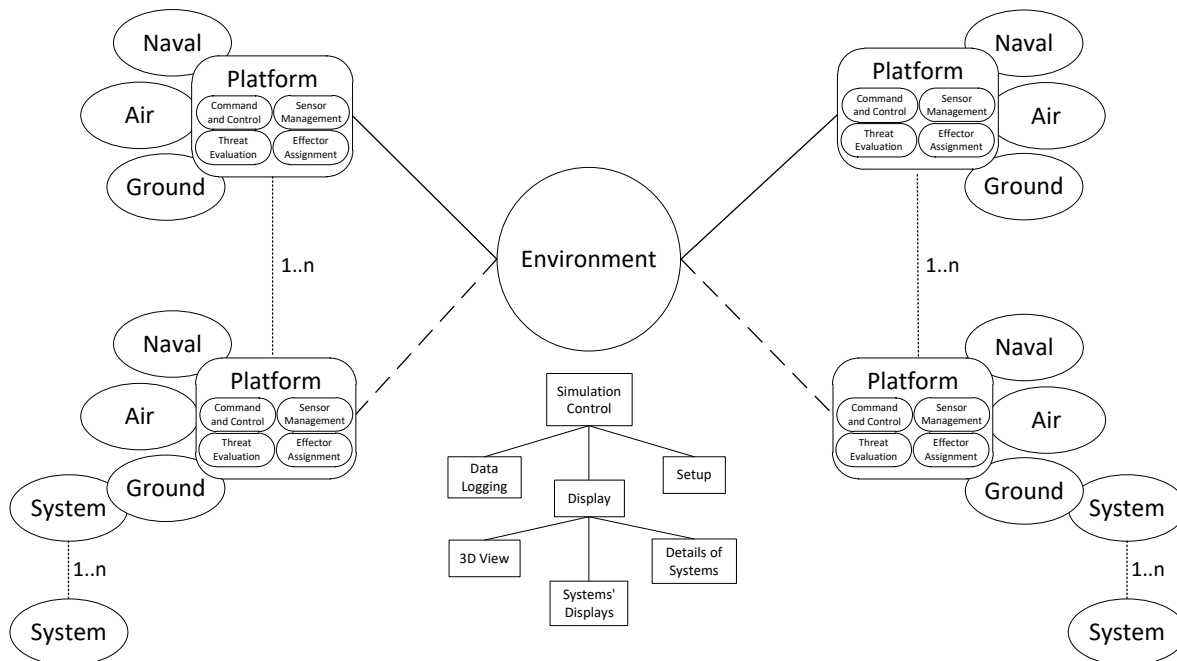 Naval
Platform
Command
and Control
Sensor
Management
Air
Threat
Evaluation
Effector
Assignment
Ground
Naval
Platform
Command
and Control
Sensor
Management
Air
Threat
Evaluation
Effector
Assignment
Ground
Environment
1..n
1..n
Naval
Platform
Command
and Control
Sensor
Management
Air
Threat
Evaluation
Effector
Assignment
Ground
System
1..n
System
Simulation
Control
Data
Logging
Setup
Display
3D View
Details of
Systems
Systems'
Displays
Naval
Platform
Command
and Control
Sensor
Management
Air
Threat
Evaluation
Effector
Assignment
Ground
System
1..n
System